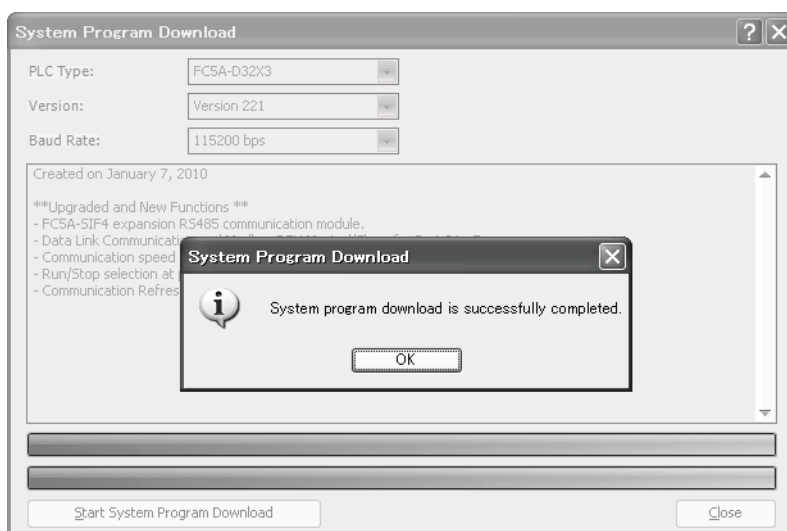 System Program Download
PLC Type:
FC5A-D32X3
Version:
Version 221
Baud Rate:
115200 bps
Created on January 7, 2010
**Upgraded and New Functions **
- FC5A-SIF4 expansion RS485 communication module.
- Data Link
- Communication speed
- Run/Stop selection at
- Communication Refres
System Program Download
System program download is successfully completed.
OK
Start System Program Download
Close